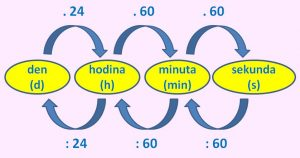 . 24 . 60 . 60
den hodina minuta sekunda
(d) (h) (min) (s)
: 24 : 60 : 60